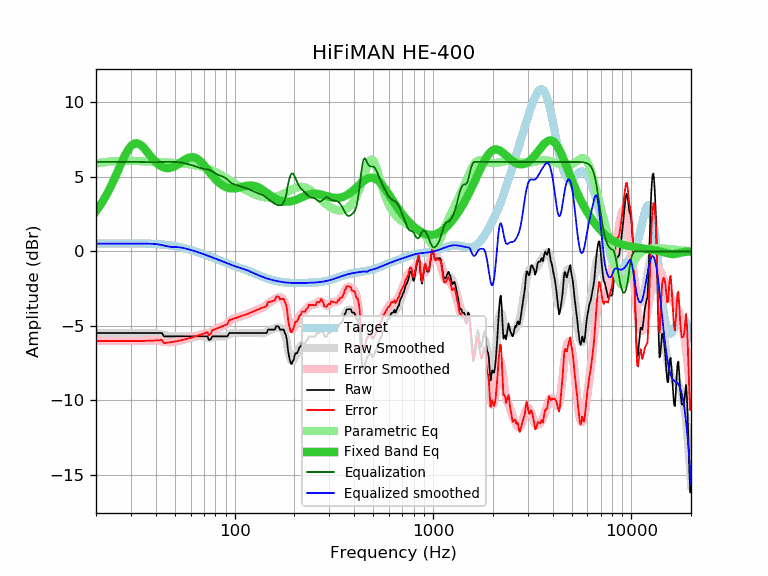 HiFiMAN HE-400
10
5
0
−5
−10
−15
Amplitude (dBr)
Target
Raw Smoothed
Error Smoothed
Raw
Error
Parametric Eq
Fixed Band Eq
Equalization
Equalized smoothed
100
1000
10000
Frequency (Hz)